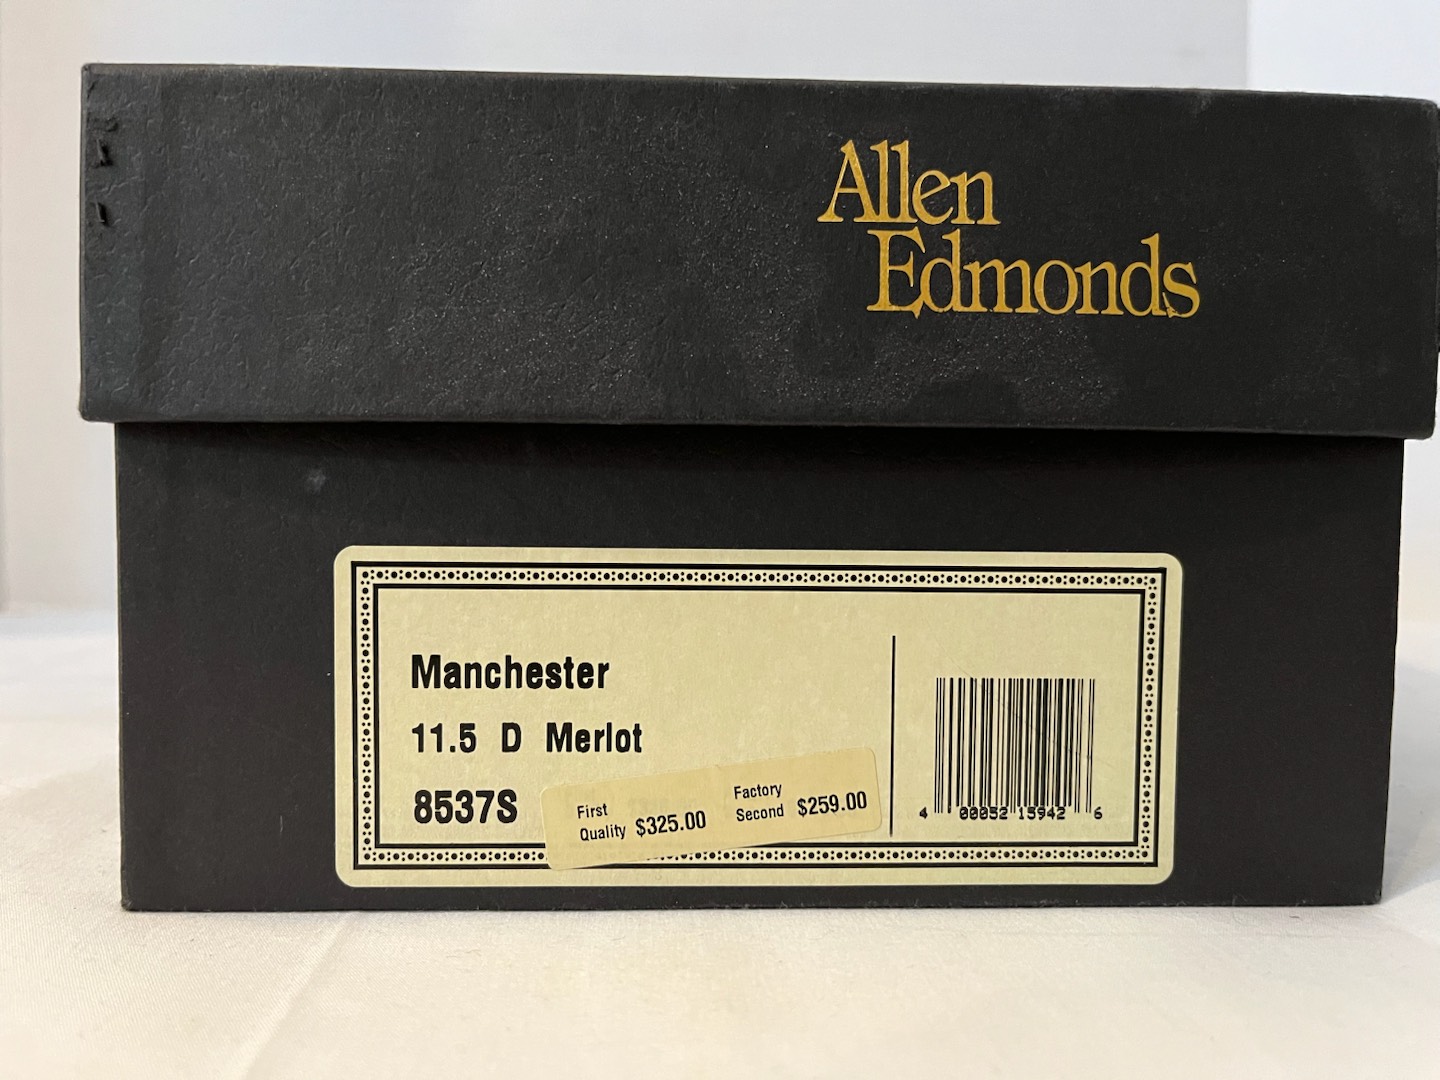 Allen
Edmonds
Manchester
11.5 D Merlot
8537S
First
Quality $325.00
Factory
Second $259.00
4 00052 15942 6